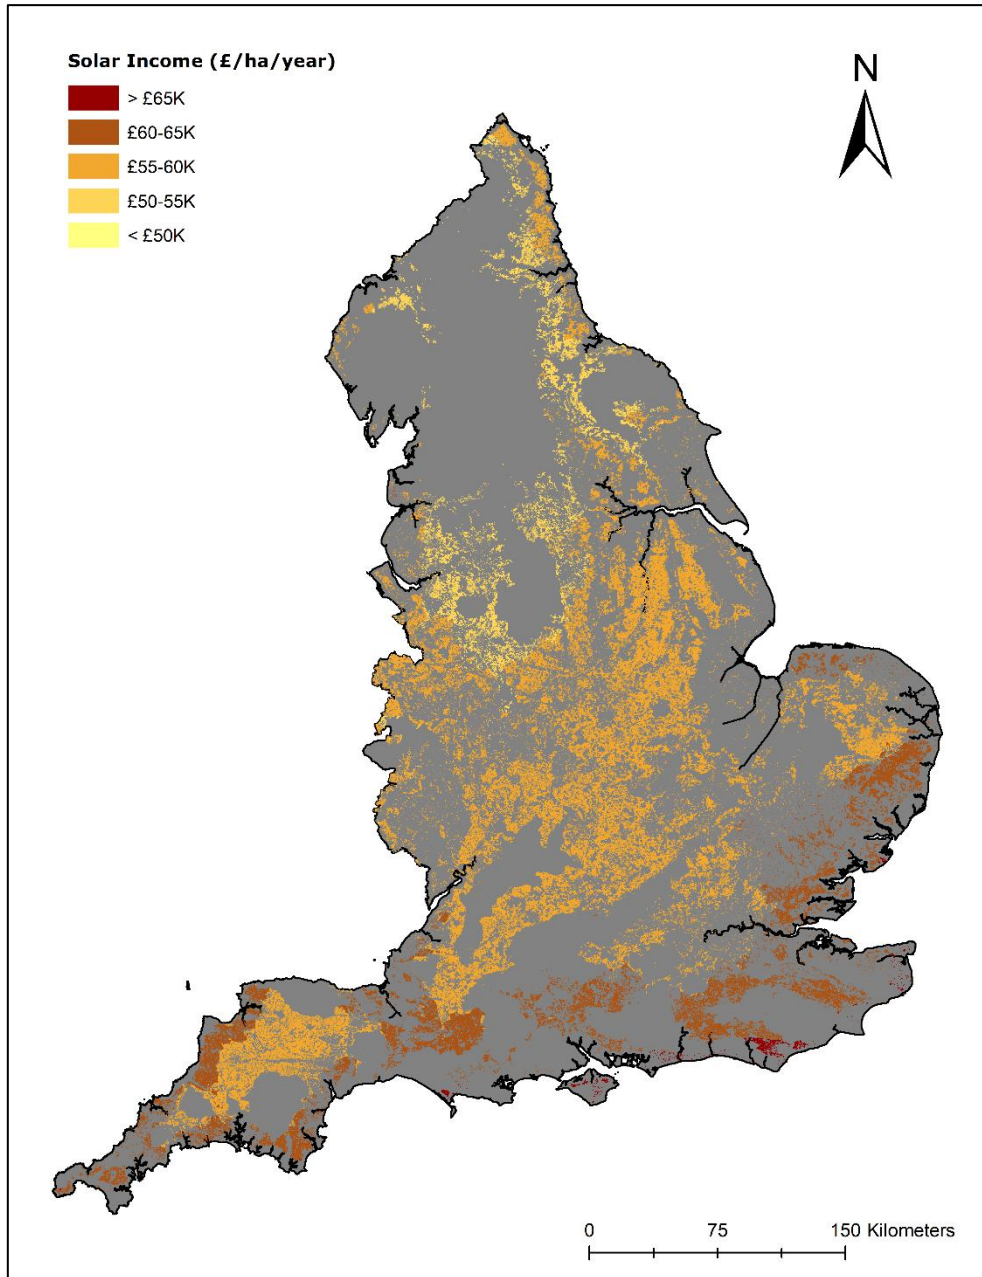 Solar Income (£/ha/year)
> £65K
£60-65K
£55-60K
£50-55K
< £50K
N
0 75 150 Kilometers